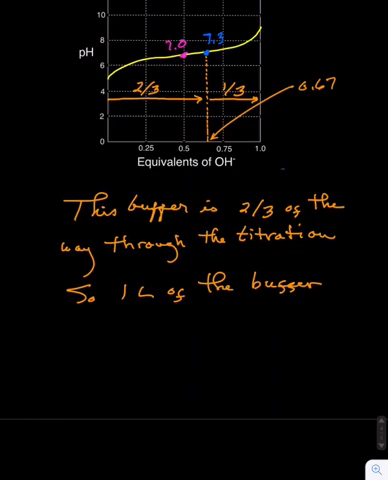 10
7.0 7.3
8
pH
6
2/3 1/3 0.67
4
2
0
0.25 0.5 0.75 1.0
Equivalents of OH-
This buffer is 2/3 of the
way through the titration
So 1L of the buffer